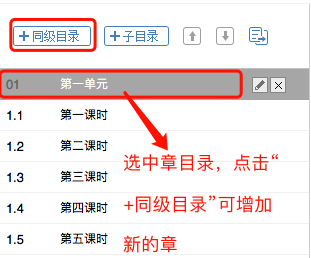 +同级目录 +子目录
01 第一单元
1.1 第一课时
1.2 第二课时
1.3 第三课时
1.4 第四课时
1.5 第五课时
选中章目录，点击“
+同级目录”可增加
新的章